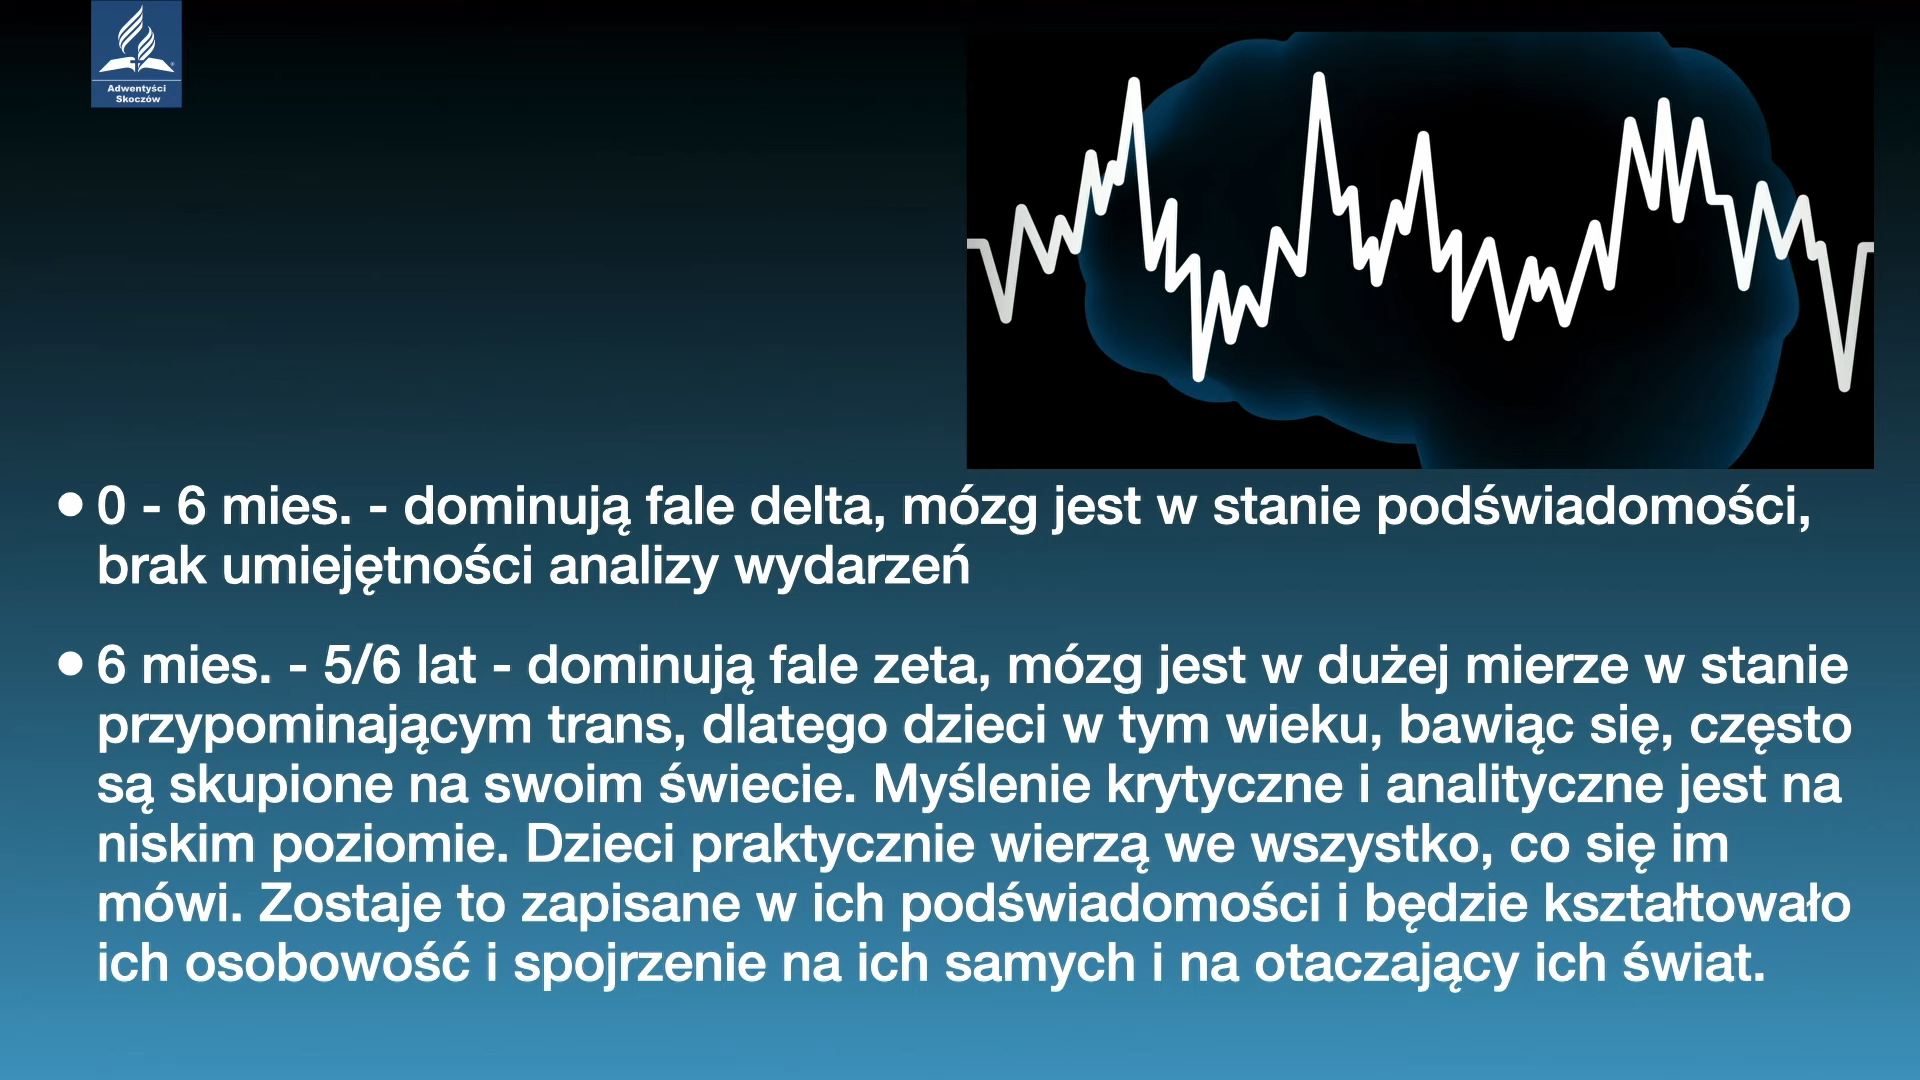 Adwentyści
Skoczów
• 0 - 6 mies. - dominują fale delta, mózg jest w stanie podświadomości,
brak umiejętności analizy wydarzeń
• 6 mies. - 5/6 lat - dominują fale zeta, mózg jest w dużej mierze w stanie
przypominającym trans, dlatego dzieci w tym wieku, bawiąc się, często
są skupione na swoim świecie. Myślenie krytyczne i analityczne jest na
niskim poziomie. Dzieci praktycznie wierzą we wszystko, co się im
mówi. Zostaje to zapisane w ich podświadomości i będzie kształtowało
ich osobowość i spojrzenie na ich samych i na otaczający ich świat.